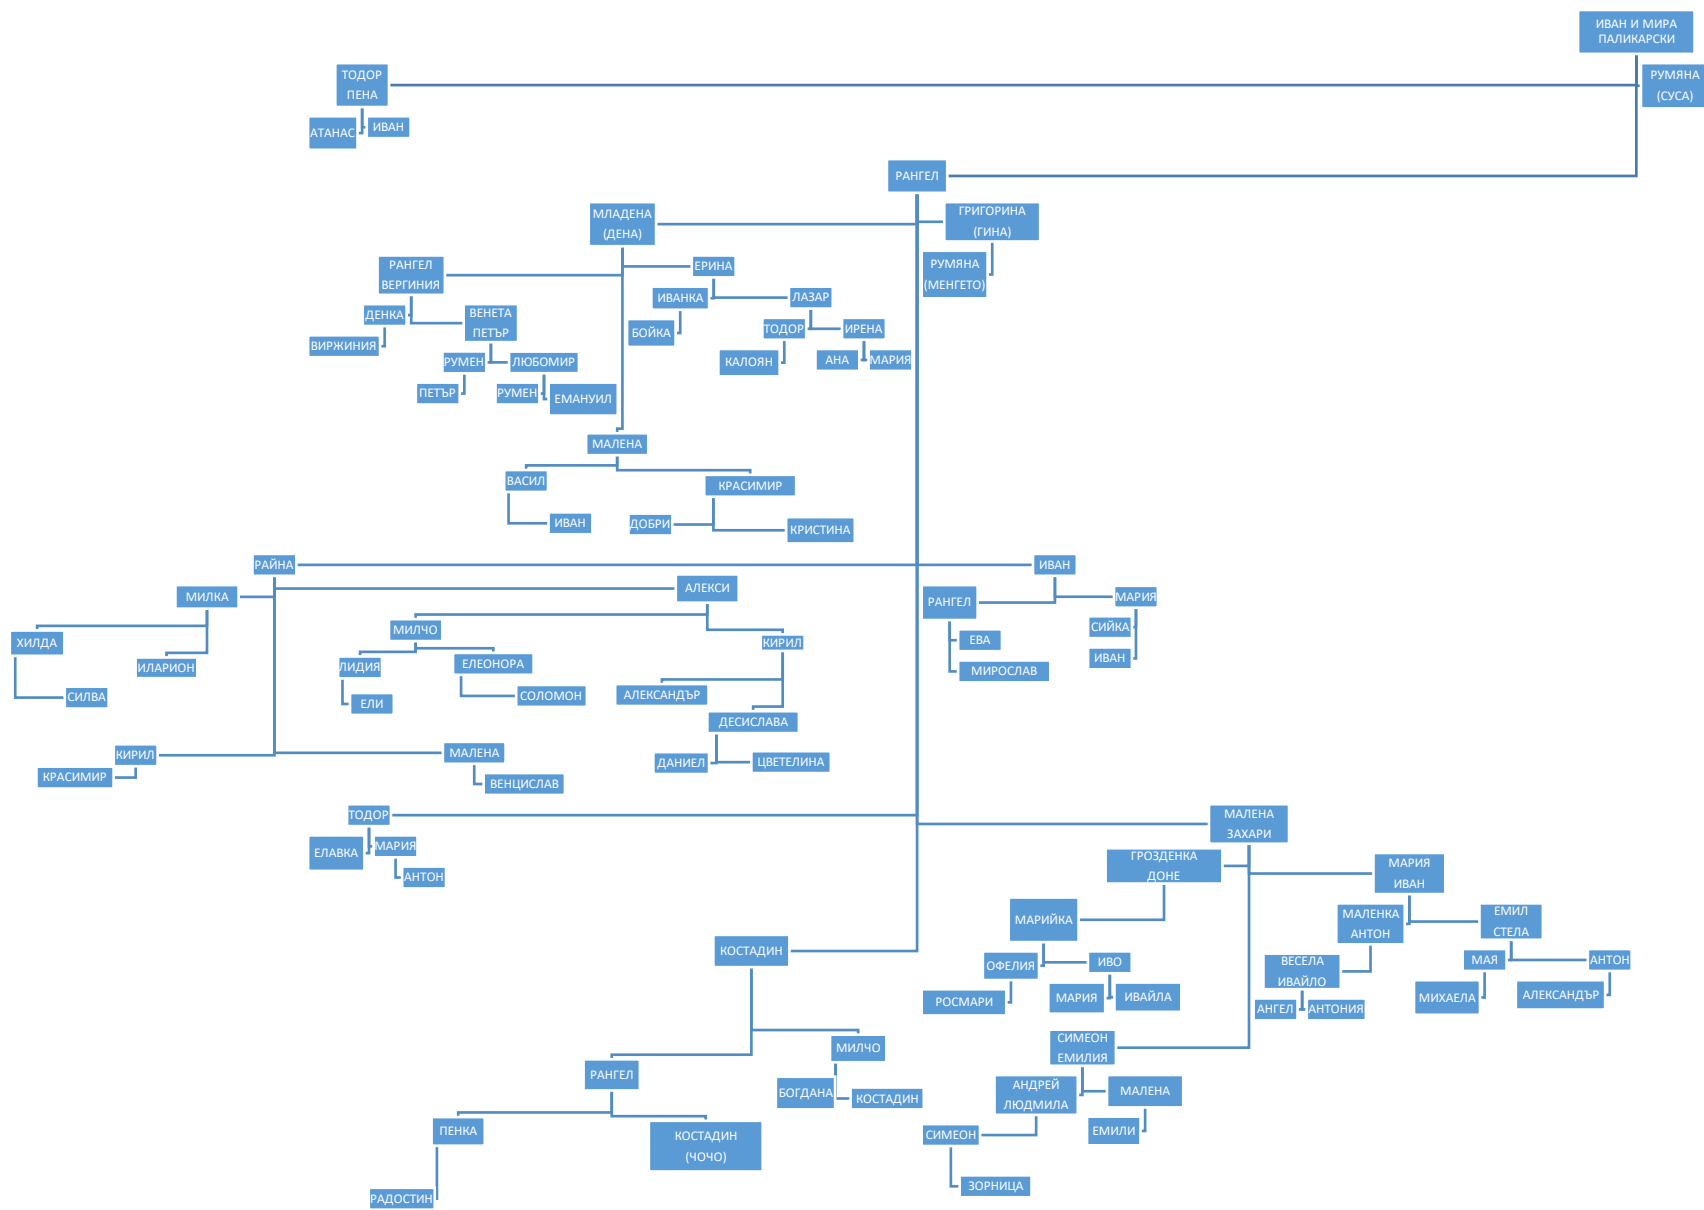 ИВАН И МИРА
ПАЛИКАРСКИ
ТОДОР
ПЕНА
РУМЯНА
(СУСА)
АТАНАС
ИВАН
РАНГЕЛ
МЛАДЕНА
(ДЕНА)
ГРИГОРИНА
(ГИНА)
РАНГЕЛ
ВЕРГИНИЯ
ЕРИНА
РУМЯНА
(МЕНГЕТО)
ИВАНКА
ЛАЗАР
ДЕНКА
ВЕНЕТА
ПЕТЪР
БОЙКА
ТОДОР
ИРЕНА
ВИРЖИНИЯ
РУМЕН
ЛЮБОМИР
КАЛОЯН
АНА
МАРИЯ
ПЕТЪР
РУМЕН
ЕМАНУИЛ
МАЛЕНА
ВАСИЛ
КРАСИМИР
ИВАН
ДОБРИ
КРИСТИНА
РАЙНА
ИВАН
МИЛКА
АЛЕКСИ
РАНГЕЛ
МАРИЯ
ХИЛДА
МИЛЧО
КИРИЛ
ЕВА
СИЙКА
ИЛАРИОН
ЛИДИЯ
ЕЛЕОНОРА
МИРОСЛАВ
ИВАН
СИЛВА
ЕЛИ
СОЛОМОН
АЛЕКСАНДЪР
ДЕСИСЛАВА
КИРИЛ
МАЛЕНА
ДАНИЕЛ
ЦВЕТЕЛИНА
КРАСИМИР
ВЕНЦИСЛАВ
ТОДОР
МАЛЕНА
ЗАХАРИ
ЕЛАВКА
МАРИЯ
ГРОЗДЕНКА
ДОНЕ
МАРИЯ
ИВАН
АНТОН
МАРИЙКА
МАЛЕНКА
АНТОН
ЕМИЛ
СТЕЛА
КОСТАДИН
ОФЕЛИЯ
ИВО
ВЕСЕЛА
ИВАЙЛО
МАЯ
АНТОН
РОСМАРИ
МАРИЯ
ИВАЙЛА
АНГЕЛ
АНТОНИЯ
МИХАЕЛА
АЛЕКСАНДЪР
МИЛЧО
СИМЕОН
ЕМИЛИЯ
РАНГЕЛ
БОГДАНА
КОСТАДИН
АНДРЕЙ
ЛЮДМИЛА
МАЛЕНА
ПЕНКА
КОСТАДИН
(ЧОЧО)
СИМЕОН
ЕМИЛИ
РАДОСТИН
ЗОРНИЦА